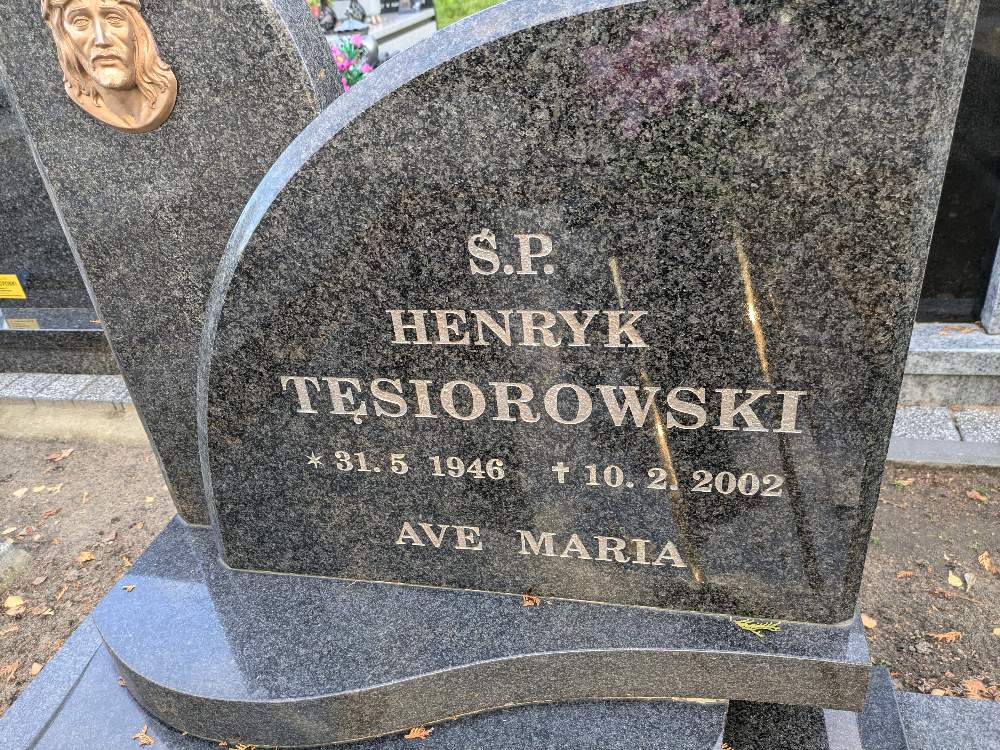 Ś.P.
HENRYK
TĘSIOROWSKI
* 31. 5 1946 † 10. 2. 2002
AVE MARIA